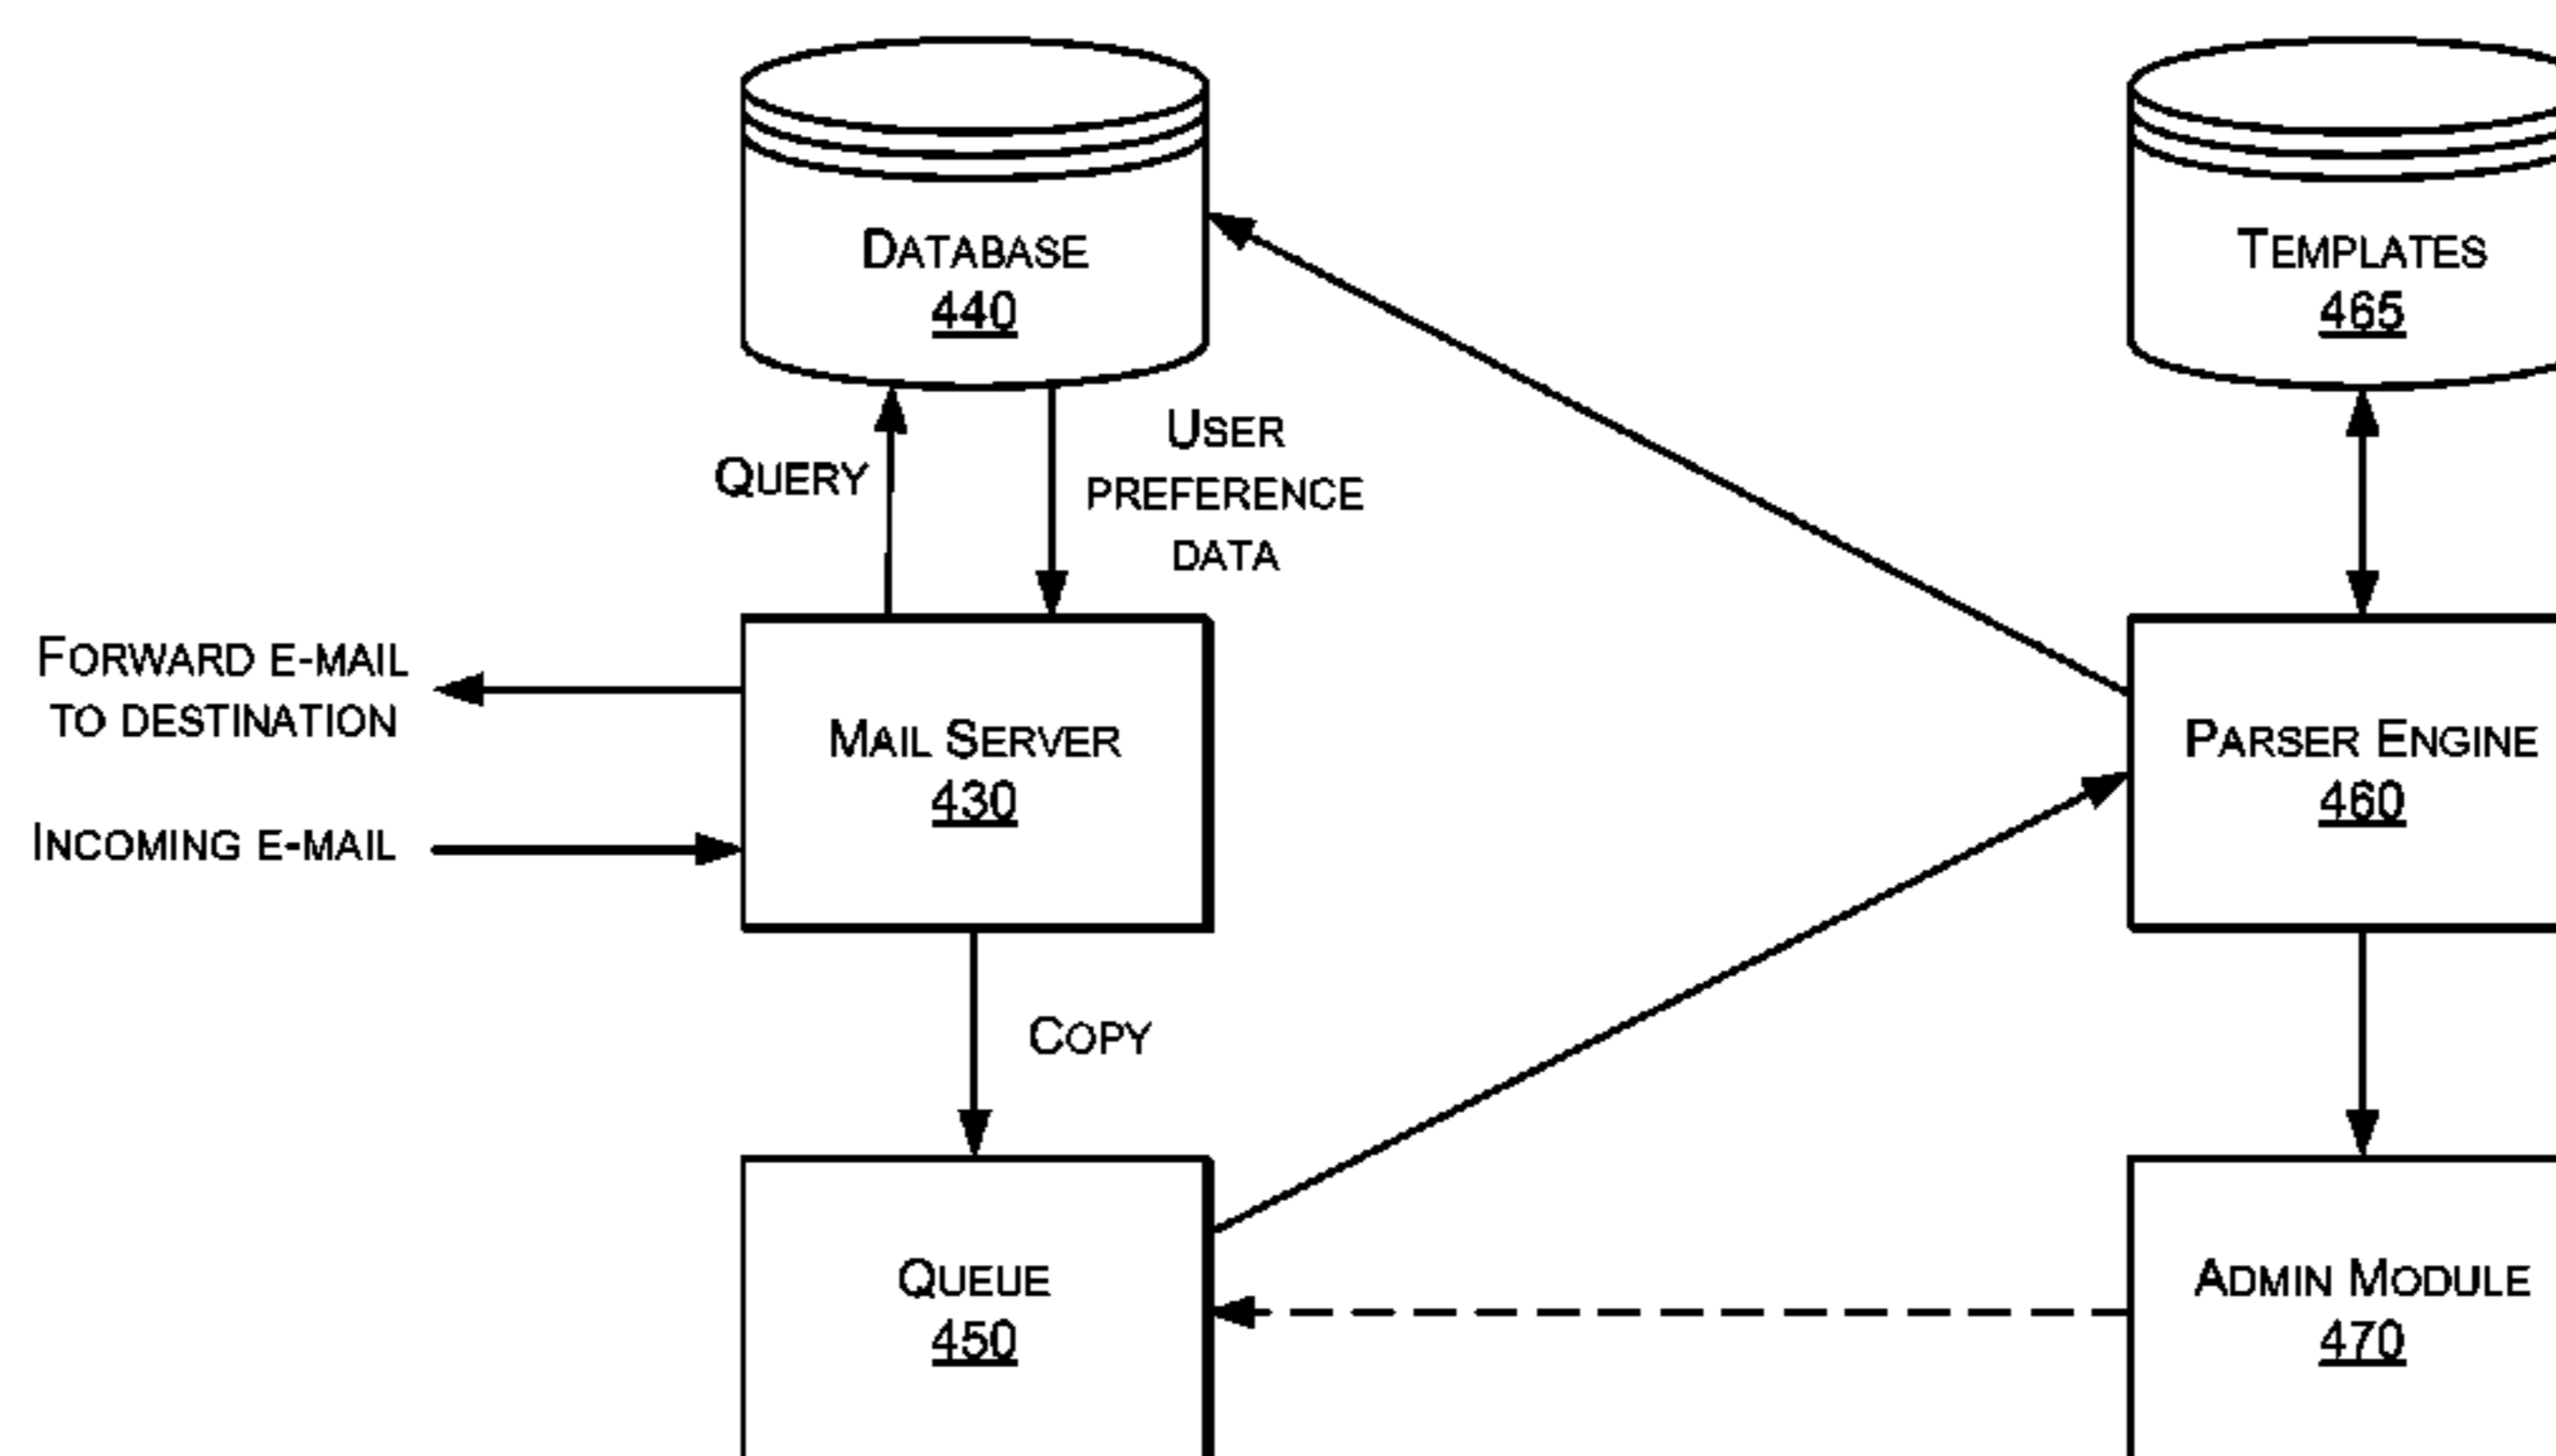 DATABASE
440
TEMPLATES
465
QUERY
USER
PREFERENCE
DATA
FORWARD E-MAIL
TO DESTINATION
MAIL SERVER
430
INCOMING E-MAIL
PARSER ENGINE
460
COPY
QUEUE
450
ADMIN MODULE
470